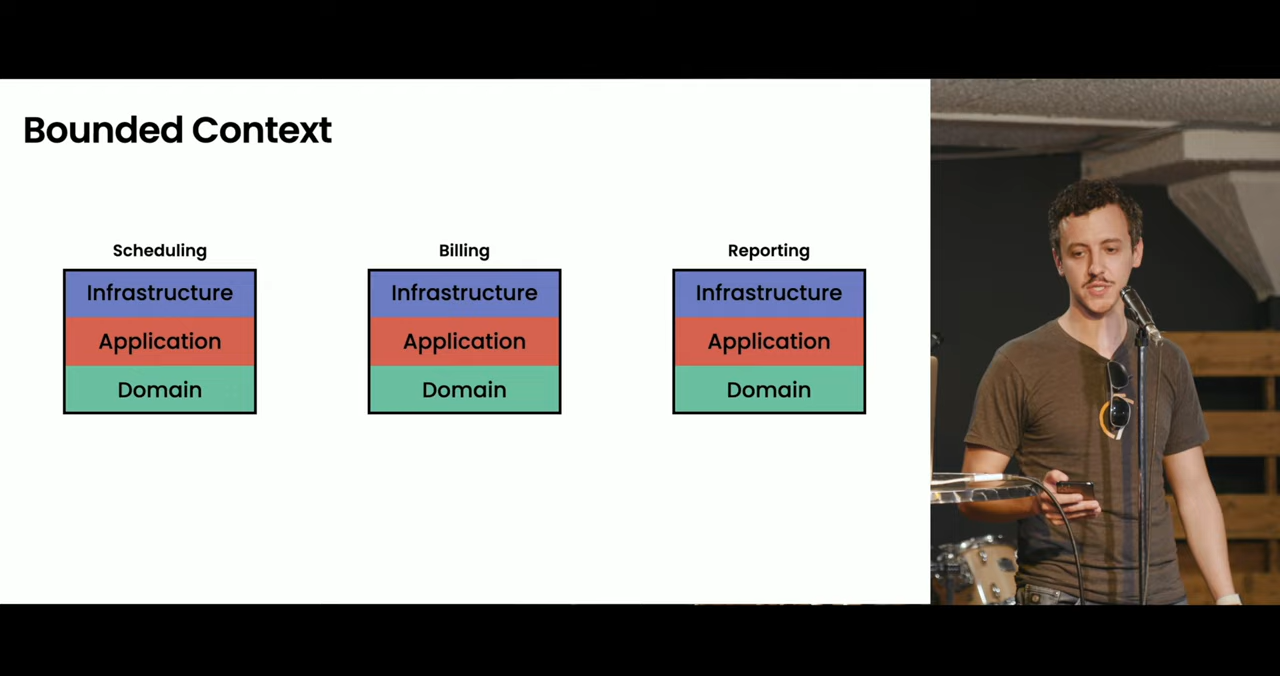 Bounded Context
Scheduling
Infrastructure
Application
Domain
Billing
Infrastructure
Application
Domain
Reporting
Infrastructure
Application
Domain